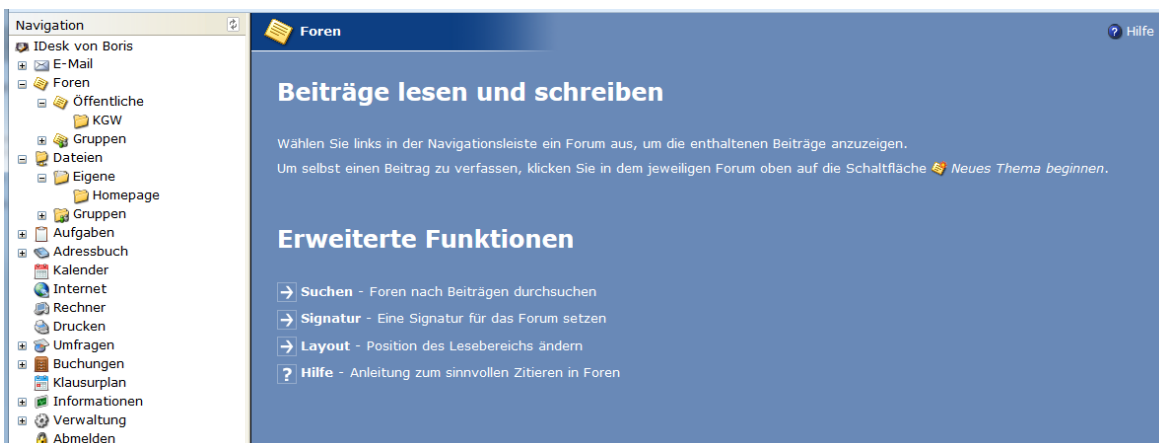 Navigation
IDesk von Boris
E-Mail
Foren
Öffentliche
KGW
Gruppen
Dateien
Eigene
Homepage
Gruppen
Aufgaben
Adressbuch
Kalender
Internet
Rechner
Drucken
Umfragen
Buchungen
Klausurplan
Informationen
Verwaltung
Abmelden
Foren
Hilfe
Beiträge lesen und schreiben
Wählen Sie links in der Navigationsleiste ein Forum aus, um die enthaltenen Beiträge anzuzeigen.
Um selbst einen Beitrag zu verfassen, klicken Sie in dem jeweiligen Forum oben auf die Schaltfläche Neues Thema beginnen.
Erweiterte Funktionen
Suchen - Foren nach Beiträgen durchsuchen
Signatur - Eine Signatur für das Forum setzen
Layout - Position des Lesebereichs ändern
Hilfe - Anleitung zum sinnvollen Zitieren in Foren